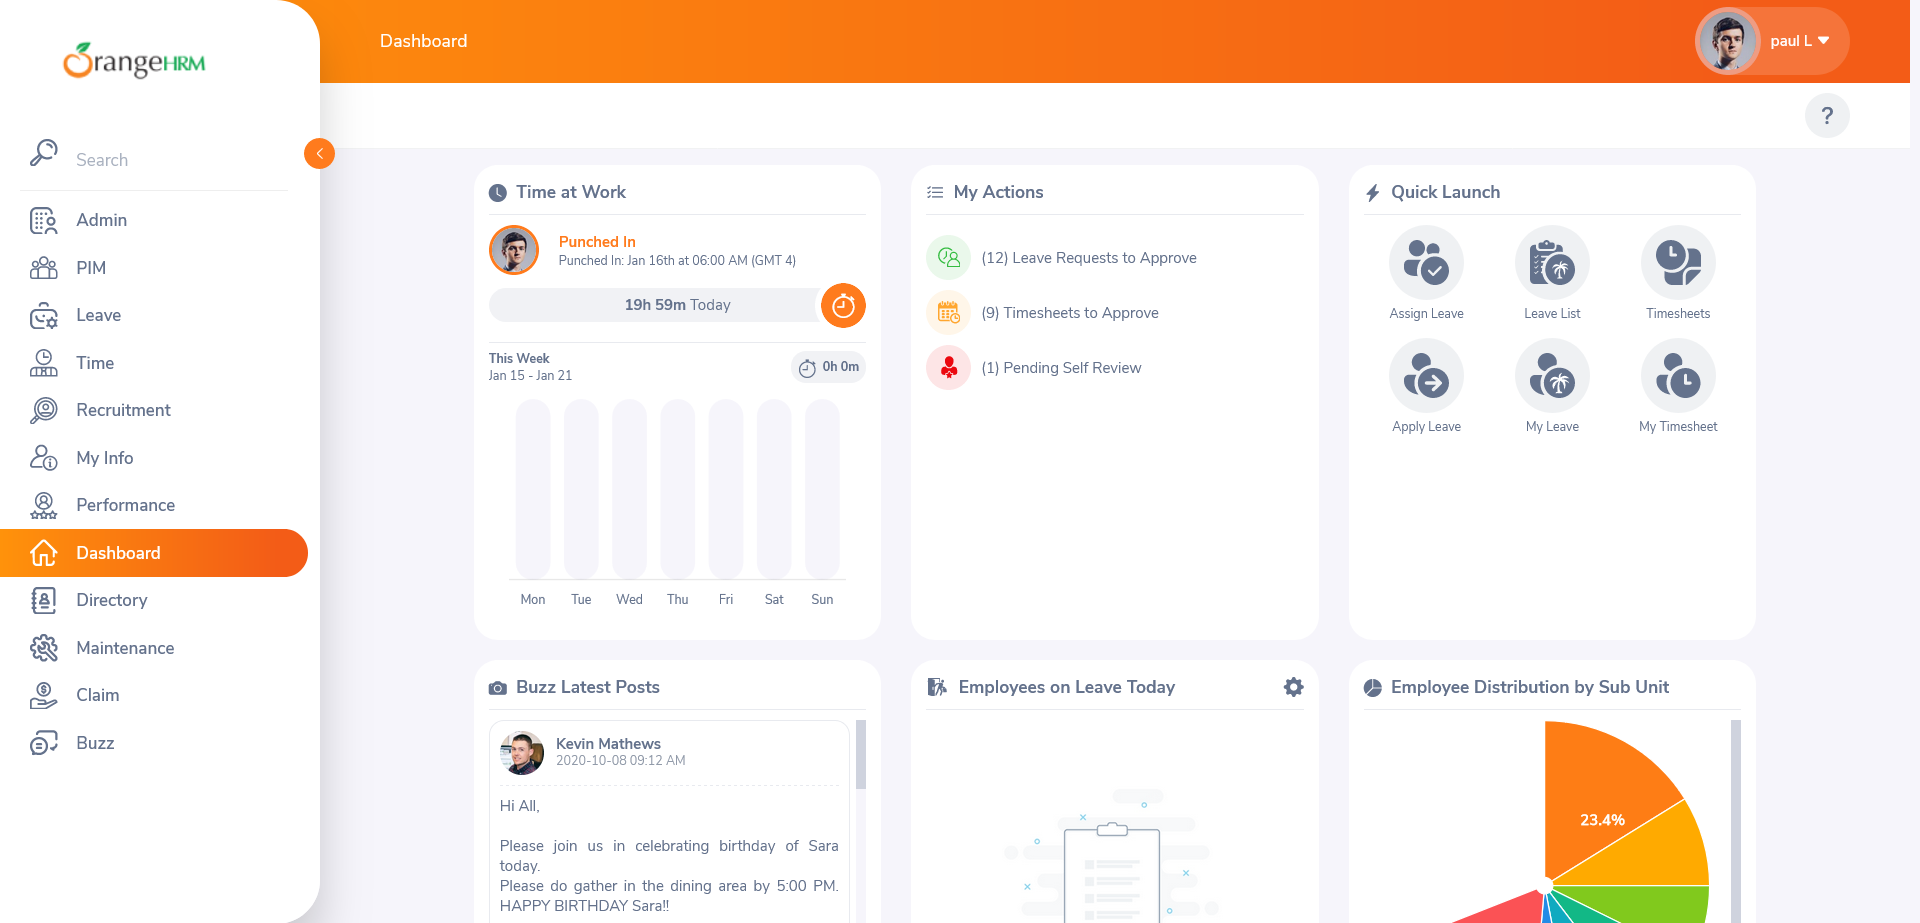 OrangeHRM
Dashboard
paul L
?
Search
Admin
PIM
Leave
Time
Recruitment
My Info
Performance
Dashboard
Directory
Maintenance
Claim
Buzz
Time at Work
Punched In
Punched In: Jan 16th at 06:00 AM (GMT 4)
19h 59m Today
This Week
Jan 15 - Jan 21
0h 0m
Mon Tue Wed Thu Fri Sat Sun
My Actions
(12) Leave Requests to Approve
(9) Timesheets to Approve
(1) Pending Self Review
Quick Launch
Assign Leave Leave List Timesheets
Apply Leave My Leave My Timesheet
Buzz Latest Posts
Kevin Mathews
2020-10-08 09:12 AM
Hi All,
Please join us in celebrating birthday of Sara
today.
Please do gather in the dining area by 5:00 PM.
HAPPY BIRTHDAY Sara!!
Employees on Leave Today
Employee Distribution by Sub Unit
23.4%